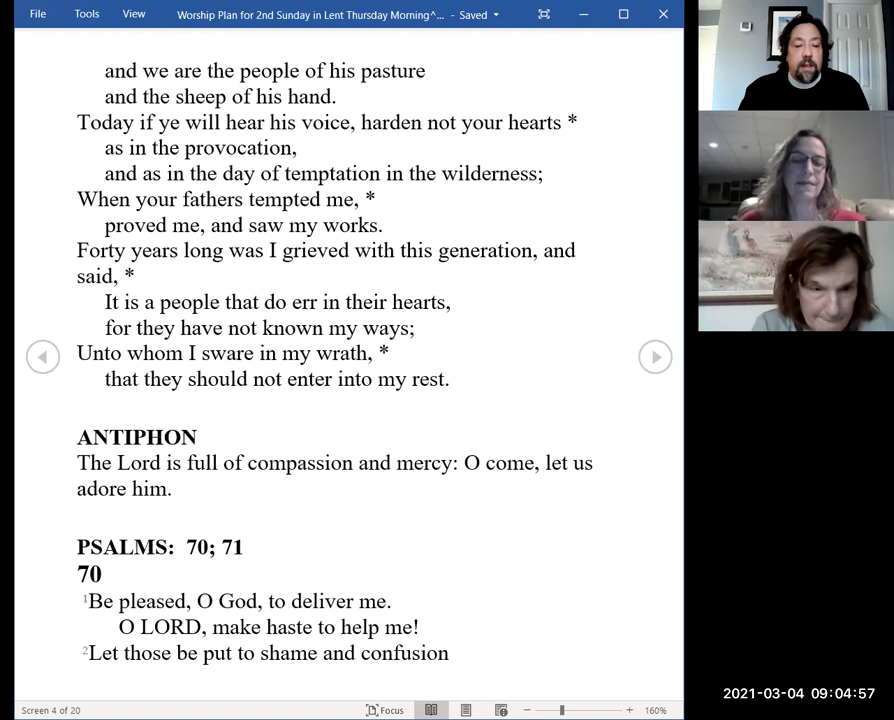 File Tools Worship Plan for 2nd Sunday in Lent Thursday Morning^... - Saved
and we are the people of his pasture
and the sheep of his hand.
Today if ye will hear his voice, harden not your hearts *
as in the provocation,
and as in the day of temptation in the wilderness;
When your fathers tempted me, *
proved me, and saw my works.
Forty years long was I grieved with this generation, and
said, *
It is a people that do err in their hearts,
for they have not known my ways;
Unto whom I sware in my wrath, *
that they should not enter into my rest.
ANTIPHON
The Lord is full of compassion and mercy: O come, let us
adore him.
PSALMS: 70; 71
70
1Be pleased, O God, to deliver me.
O LORD, make haste to help me!
2Let those be put to shame and confusion
Screen 4 of 20 Focus 160%
2021-03-04 09:04:57